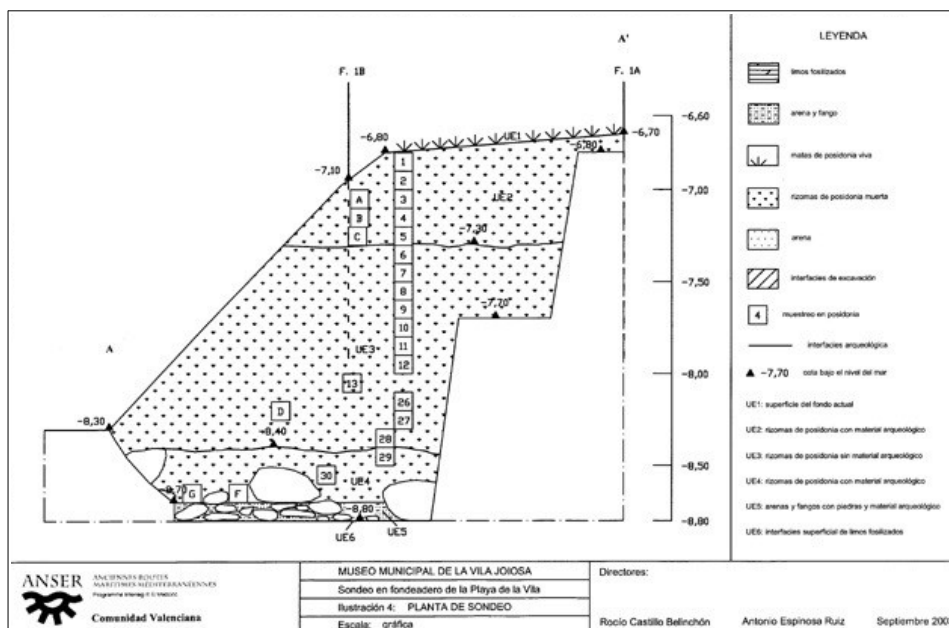 A'
F. 1B
F. 1A
LEYENDA
limos fosilizados
arena y fango
matas de posidonia viva
rizomas de posidonia muerta
arena
interfacies de excavación
4 muestreo en posidonia
interfacies arqueológica
-7,70 cota bajo el nivel del mar
UE1: superficie del fondo actual
UE2: rizomas de posidonia con material arqueológico
UE3: rizomas de posidonia sin material arqueológico
UE4: rizomas de posidonia con material arqueológico
UE5: arenas y fangos con piedras y material arqueológico
UE6: interfacies superficial de limos fosilizados
-6,60
-7,00
-7,50
-8,00
-8,50
-8,80
-6,80
UE1
-6,70
-6,80
-7,10
1
2
A
3
UE2
B
4
C
5
-7,30
6
7
8
9
-7,70
10
11
A
UE3
12
13
26
D
27
-8,30
-8,40
28
29
30
UE4
-8,70
G
F
-8,80
UE6
UE5
ANSER
ANCIENNES ROUTES
MARITIMES MÉDITERRANÉENNES
Comunidad Valenciana
MUSEO MUNICIPAL DE LA VILA JOIOSA
Sondeo en fondeadero de la Playa de la Vila
Ilustración 4: PLANTA DE SONDEO
Escala: gráfica
Directores:
Rocío Castillo Belinchón
Antonio Espinosa Ruiz
Septiembre